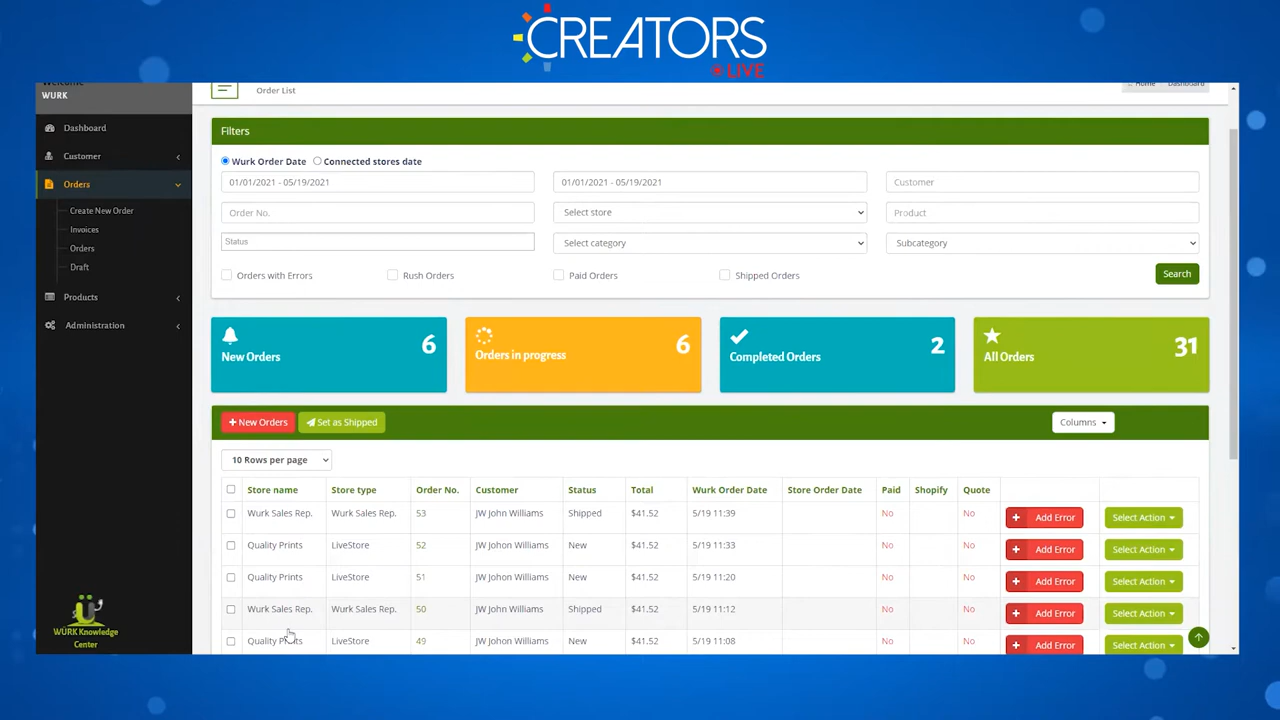 CREATORS
LIVE
Welcome
WURK
Order List
Home Dashboard
Dashboard
Customer
Orders
Create New Order
Invoices
Orders
Draft
Products
Administration
WURK Knowledge
Center
Filters
Wurk Order Date Connected stores date
01/01/2021 - 05/19/2021 01/01/2021 - 05/19/2021 Customer
Order No. Select store Product
Status Select category Subcategory
Orders with Errors Rush Orders Paid Orders Shipped Orders Search
New Orders 6 Orders in progress 6 Completed Orders 2 All Orders 31
+ New Orders Set as Shipped Columns
10 Rows per page
Store name Store type Order No. Customer Status Total Wurk Order Date Store Order Date Paid Shopify Quote
Wurk Sales Rep. Wurk Sales Rep. 53 JW John Williams Shipped $41.52 5/19 11:39 No No + Add Error Select Action
Quality Prints LiveStore 52 JW Johon Williams New $41.52 5/19 11:33 No No + Add Error Select Action
Quality Prints LiveStore 51 JW Johon Williams New $41.52 5/19 11:20 No No + Add Error Select Action
Wurk Sales Rep. Wurk Sales Rep. 50 JW John Williams Shipped $41.52 5/19 11:12 No No + Add Error Select Action
Quality Prints LiveStore 49 JW Johon Williams New $41.52 5/19 11:08 No No + Add Error Select Action